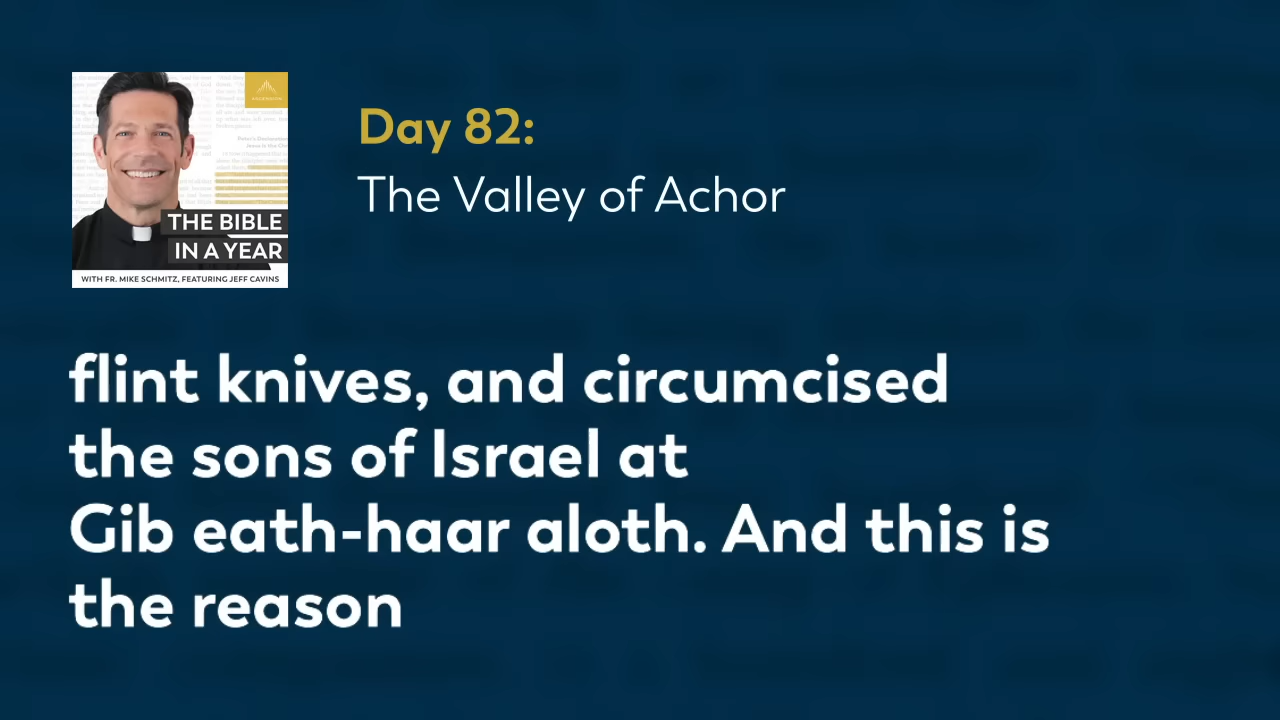 Day 82:
The Valley of Achor
ASCENSION
THE BIBLE
IN A YEAR
WITH FR. MIKE SCHMITZ, FEATURING JEFF CAVINS
flint knives, and circumcised
the sons of Israel at
Gib eath-haar aloth. And this is
the reason